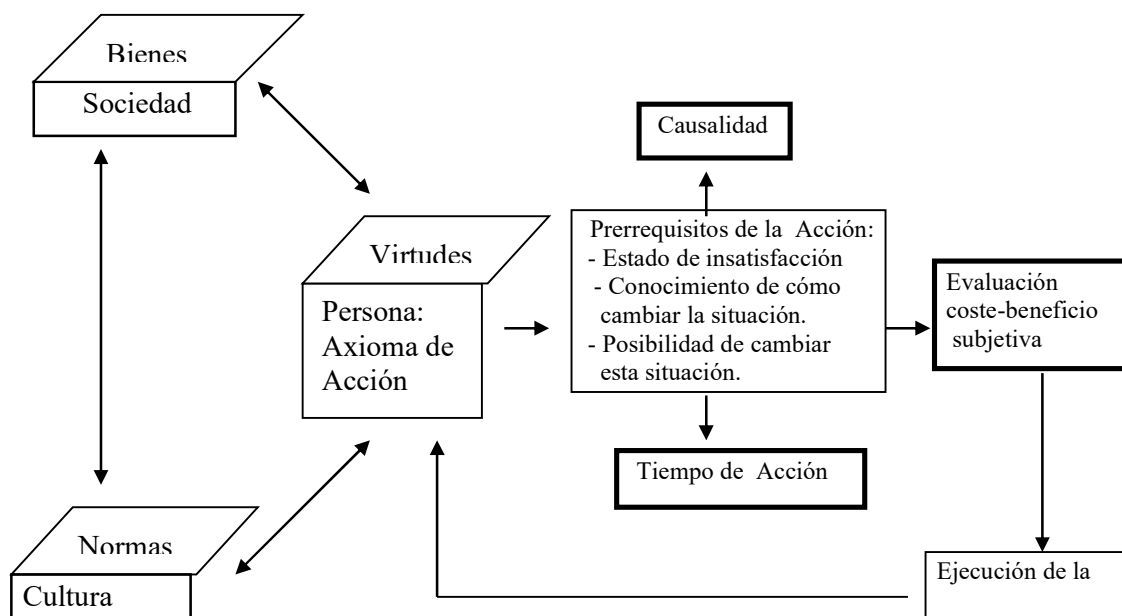 Bienes
Sociedad
Causalidad
Virtudes
Persona:
Axioma de
Acción
Prerrequisitos de la Acción:
- Estado de insatisfacción
- Conocimiento de cómo
cambiar la situación.
- Posibilidad de cambiar
esta situación.
Evaluación
coste-beneficio
subjetiva
Tiempo de Acción
Normas
Cultura
Ejecución de la